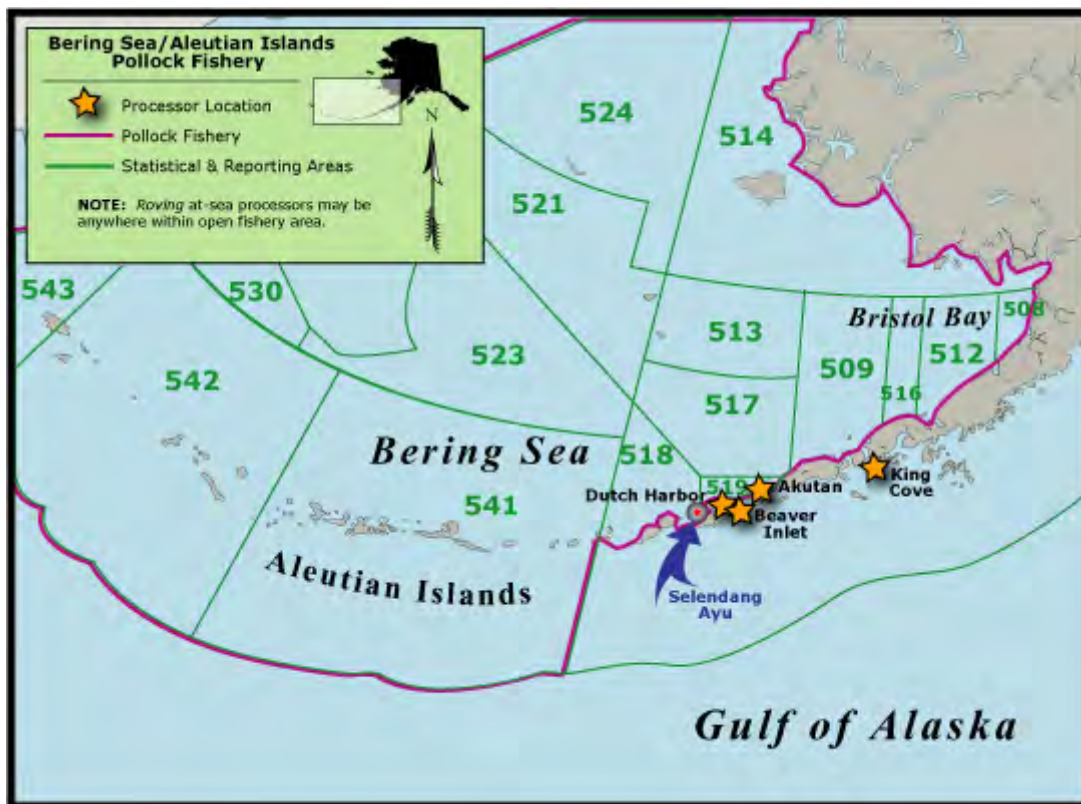 Bering Sea/Aleutian Islands
Pollock Fishery
Processor Location
Pollock Fishery
Statistical & Reporting Areas
NOTE: Roving at-sea processors may be
anywhere within open fishery area.
N
524
514
521
543
530
508
Bristol Bay
513
512
523
509
542
516
517
Bering Sea
518
519
King
Cove
Akutan
Dutch Harbor
541
Beaver
Inlet
Aleutian Islands
Selendang
Ayu
Gulf of Alaska